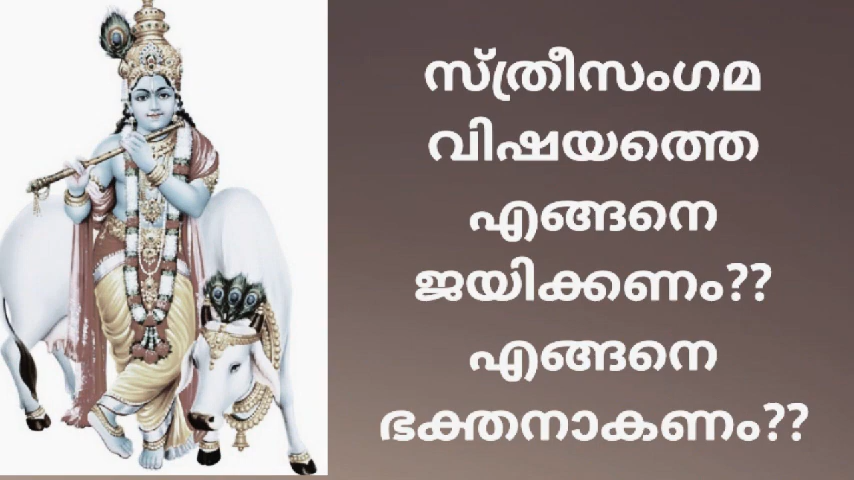 സ്ത്രീസംഗമ
വിഷയത്തെ
എങ്ങനെ
ജയിക്കണം??
എങ്ങനെ
ഭക്തനാകണം??